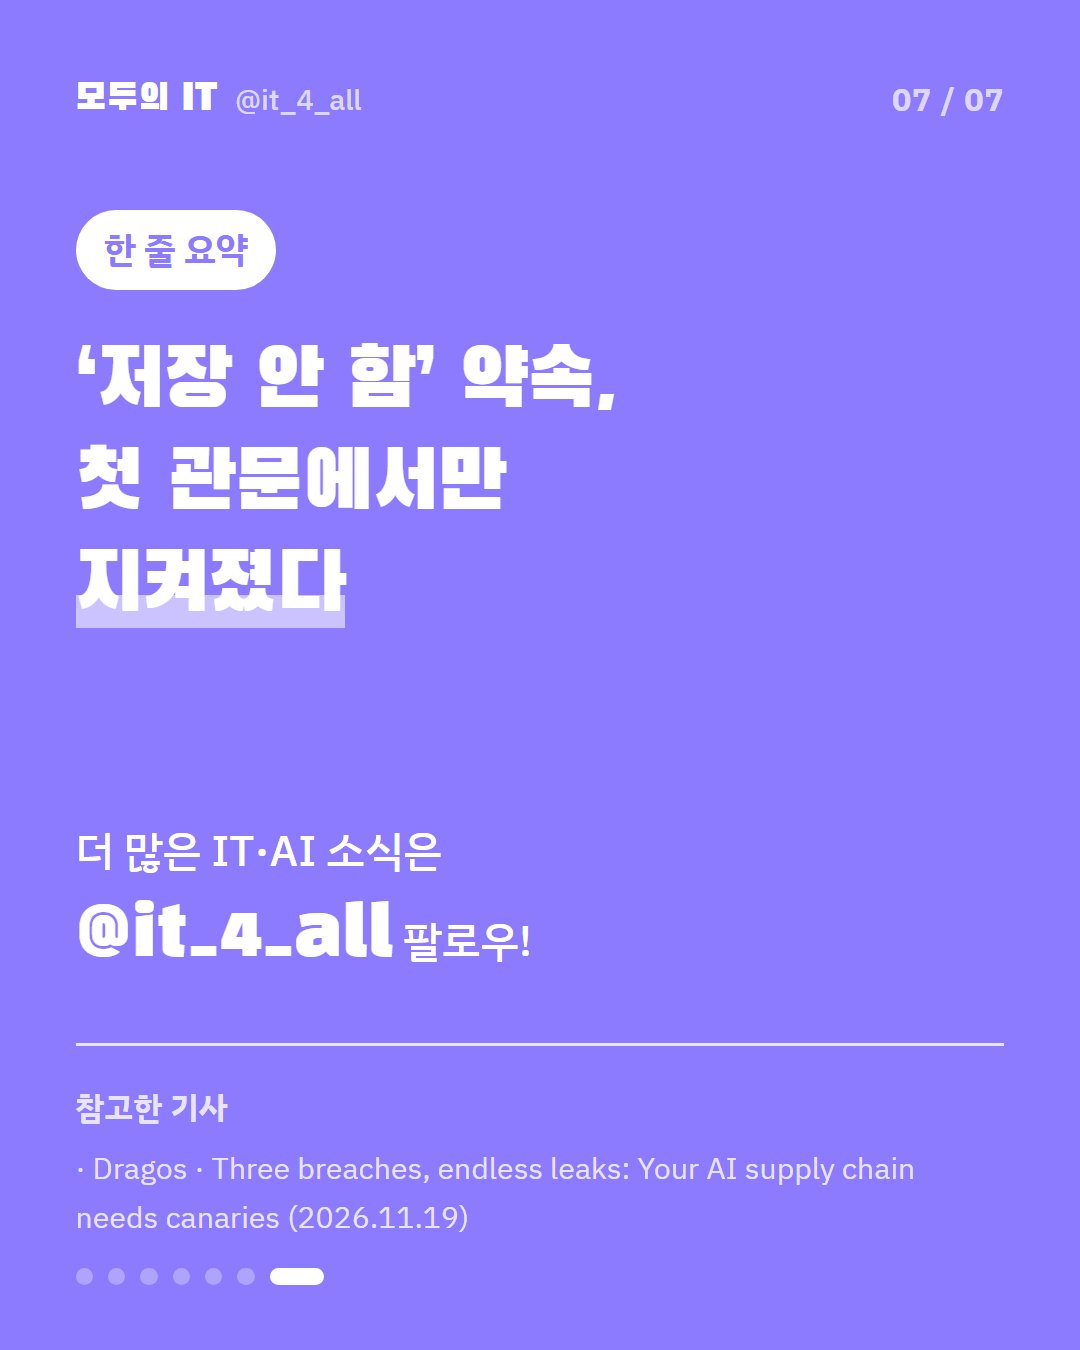 모두의 IT @it_4_all
07 / 07
한 줄 요약
‘저장 안 함’ 약속,
첫 관문에서만
지켜졌다
더 많은 IT·AI 소식은
@it_4_all 팔로우!
참고한 기사
· Dragos · Three breaches, endless leaks: Your AI supply chain
needs canaries (2026.11.19)